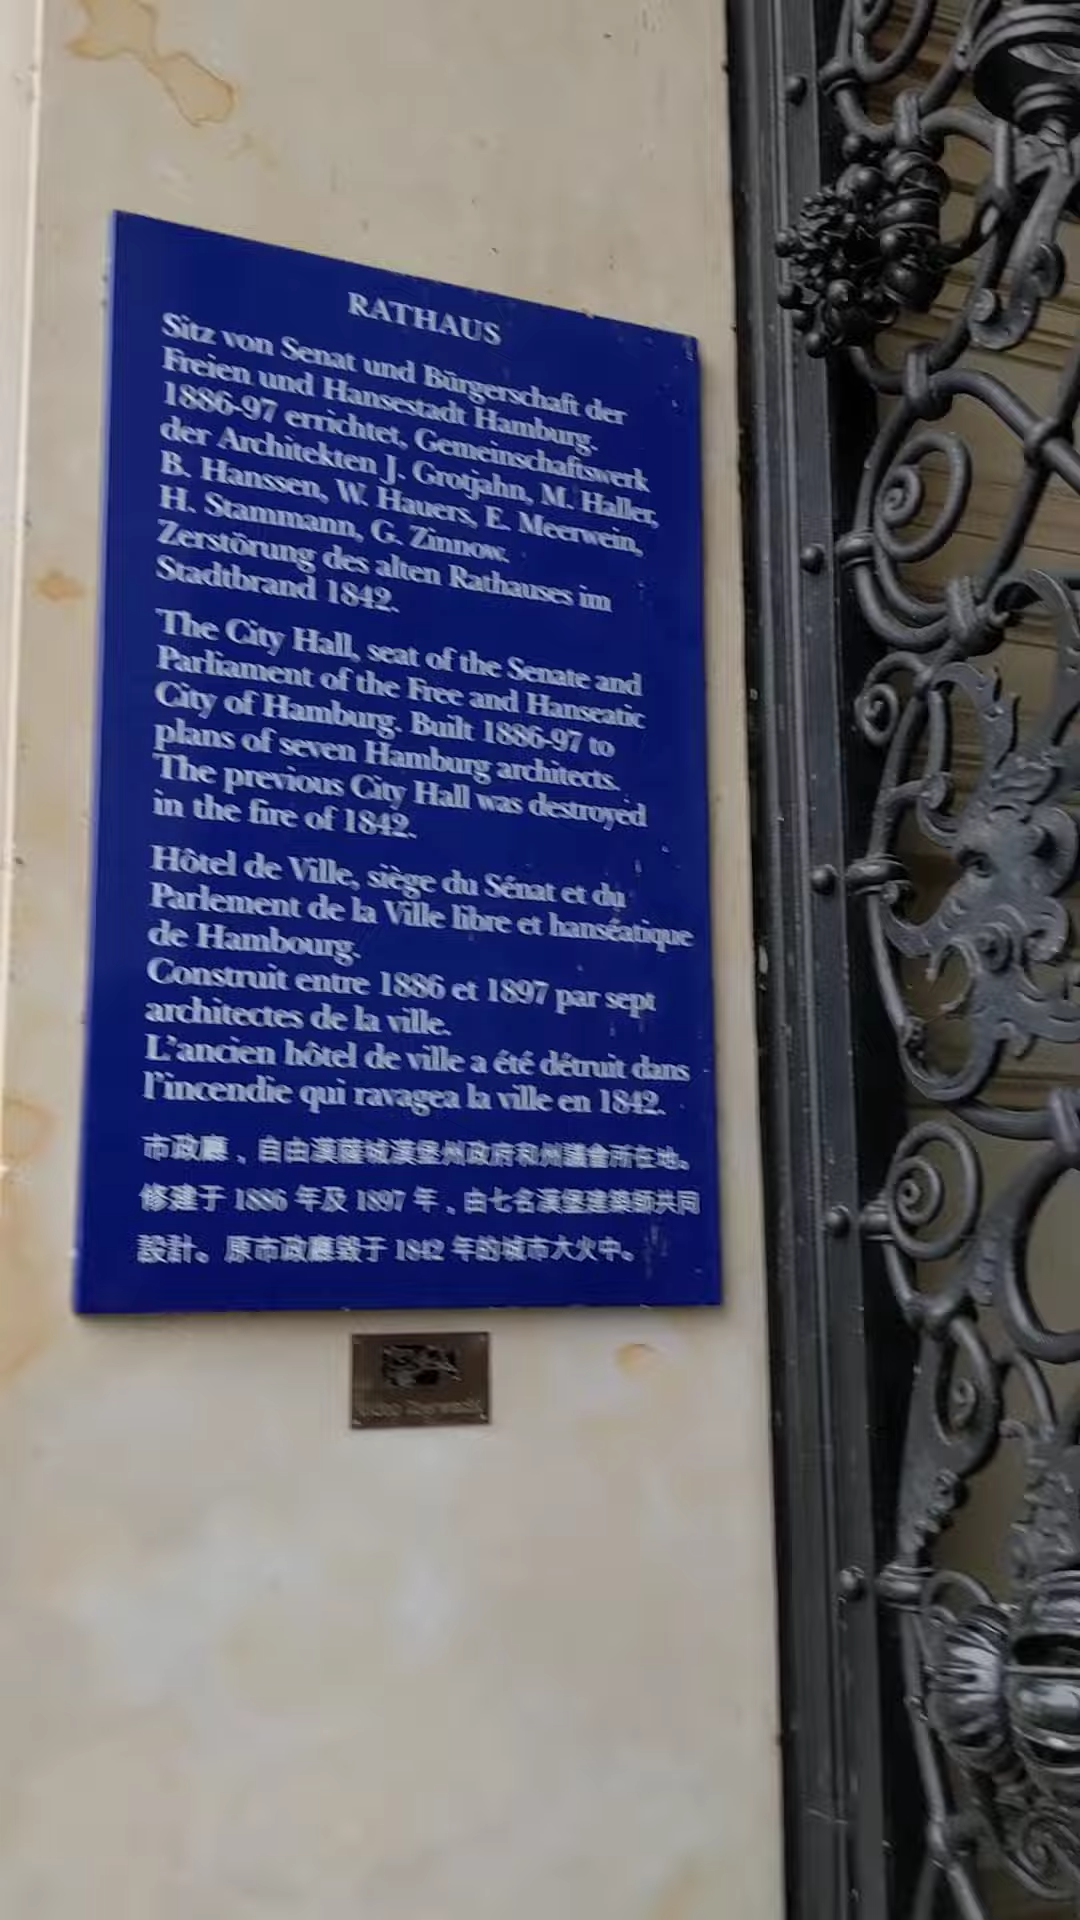 RATHAUS
Sitz von Senat und Bürgerschaft der
Freien und Hansestadt Hamburg.
1886-97 errichtet, Gemeinschaftswerk
der Architekten J. Grotjahn, M. Haller,
B. Hanssen, W. Hauers, E. Meerwein,
H. Stammann, G. Zinnow.
Zerstörung des alten Rathauses im
Stadtbrand 1842.
The City Hall, seat of the Senate and
Parliament of the Free and Hanseatic
City of Hamburg. Built 1886-97 to
plans of seven Hamburg architects.
The previous City Hall was destroyed
in the fire of 1842.
Hôtel de Ville, siège du Sénat et du
Parlement de la Ville libre et hanséatique
de Hambourg.
Construit entre 1886 et 1897 par sept
architectes de la ville.
L'ancien hôtel de ville a été détruit dans
l'incendie qui ravagea la ville en 1842.
市政廳、自由漢薩城漢堡州政府和州議會所在地。
修建于 1886 年及 1897 年、由七名漢堡建築師共同
設計。原市政廳毀于 1842 年的城市大火中。